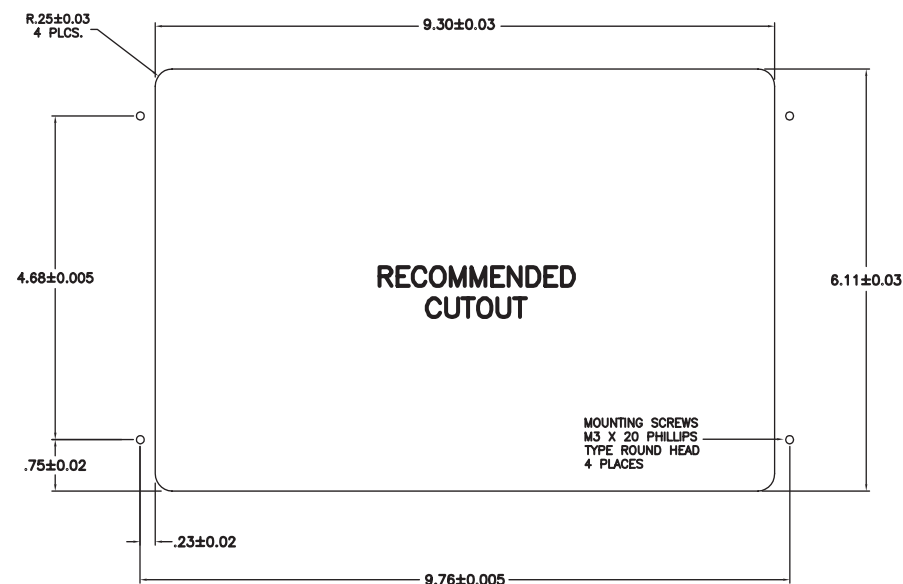 R.25±0.03
4 PLCS.
9.30±0.03
4.68±0.005
RECOMMENDED
CUTOUT
6.11±0.03
MOUNTING SCREWS
M3 X 20 PHILLIPS
TYPE ROUND HEAD
4 PLACES
.75±0.02
.23±0.02
9.76±0.005